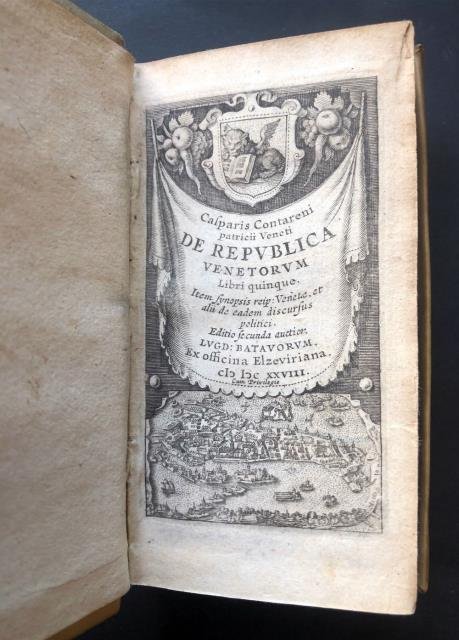 Casparis Contareni
patricii Veneti
DE REPVBLICA
VENETORVM
Libri quinque.
Item synopsis reip: Venetæ, et
alii de eadem discursus
politici.
Editio secunda auctior.
LVGD: BATAVORVM.
Ex officina Elzeviriana.
cIↃ IↃc XXVIII.
Cum Privilegio